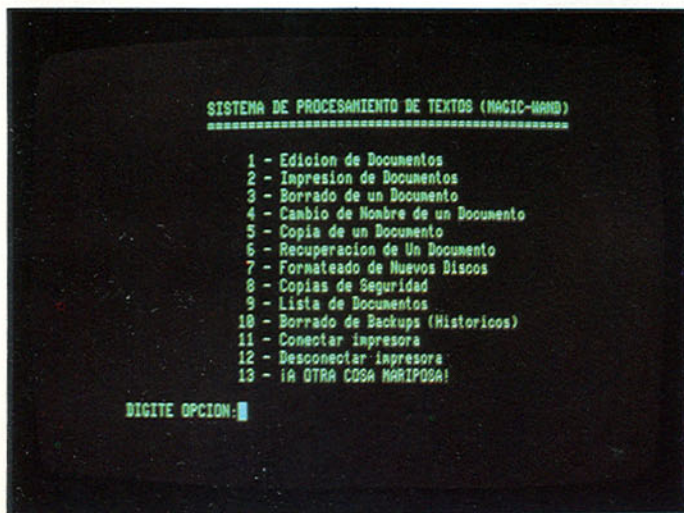 SISTEMA DE PROCESAMIENTO DE TEXTOS (MAGIC-WAND)
===============================================
1 - Edicion de Documentos
2 - Impresion de Documentos
3 - Borrado de un Documento
4 - Cambio de Nombre de un Documento
5 - Copia de un Documento
6 - Recuperacion de Un Documento
7 - Formateado de Nuevos Discos
8 - Copias de Seguridad
9 - Lista de Documentos
10 - Borrado de Backups (Historicos)
11 - Conectar impresora
12 - Desconectar impresora
13 - ¡A OTRA COSA MARIPOSA!
DIGITE OPCION: